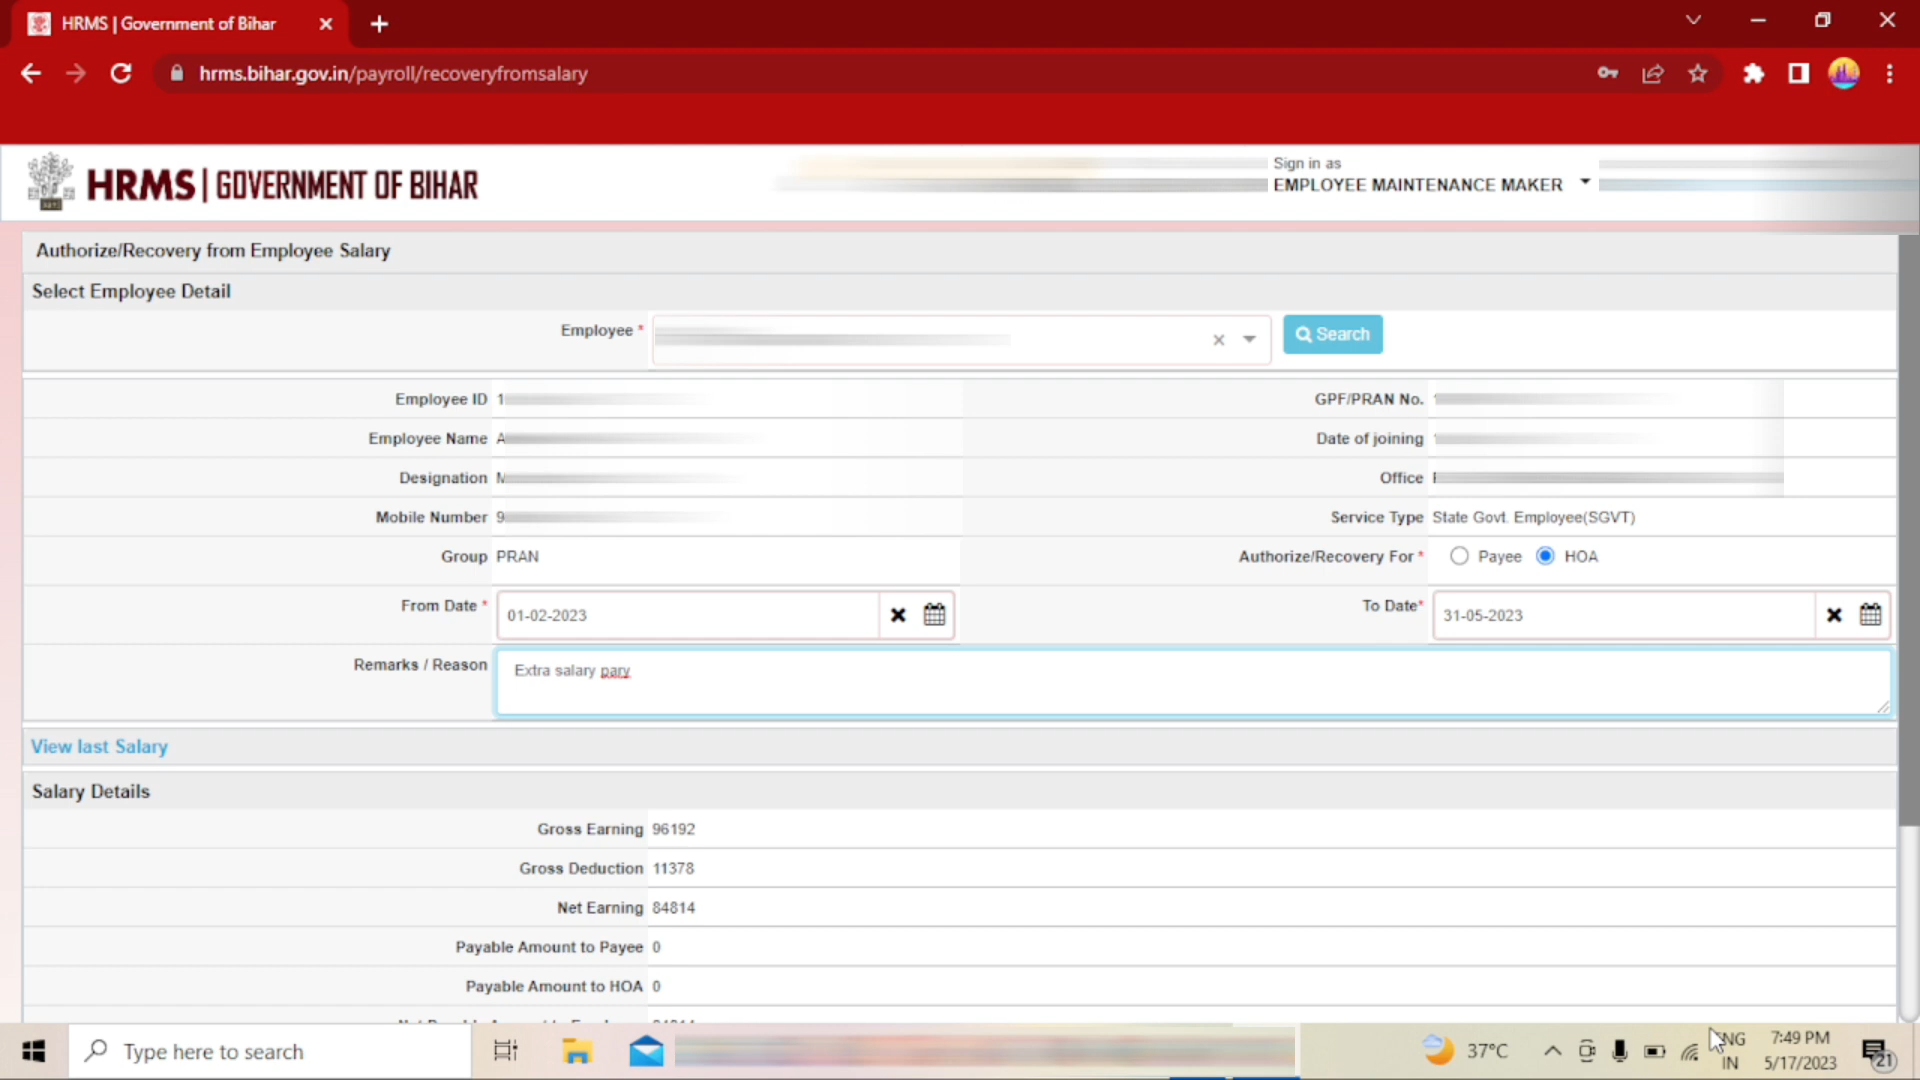 HRMS | Government of Bihar
hrms.bihar.gov.in/payroll/recoveryfromsalary
HRMS | GOVERNMENT OF BIHAR
Sign in as
EMPLOYEE MAINTENANCE MAKER
Authorize/Recovery from Employee Salary
Select Employee Detail
Employee *
Search
Employee ID 1
GPF/PRAN No.
Employee Name A
Date of joining
Designation M
Office
Mobile Number 9
Service Type State Govt. Employee(SGVT)
Group PRAN
Authorize/Recovery For * Payee HOA
From Date * 01-02-2023
To Date* 31-05-2023
Remarks / Reason Extra salary pary
View last Salary
Salary Details
Gross Earning 96192
Gross Deduction 11378
Net Earning 84814
Payable Amount to Payee 0
Payable Amount to HOA 0
Type here to search
37°C
NG
IN
7:49 PM
5/17/2023
21